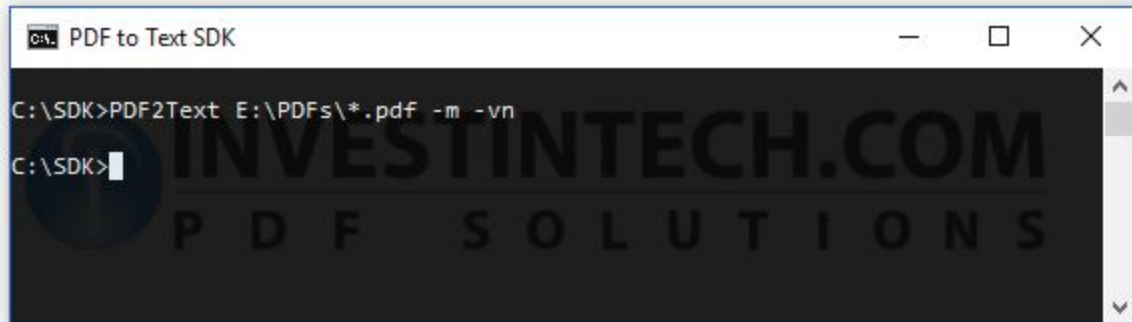 PDF to Text SDK
C:\SDK>PDF2Text E:\PDFs\*.pdf -m -vn
C:\SDK>
INVESTINTECH.COM
PDF SOLUTIONS